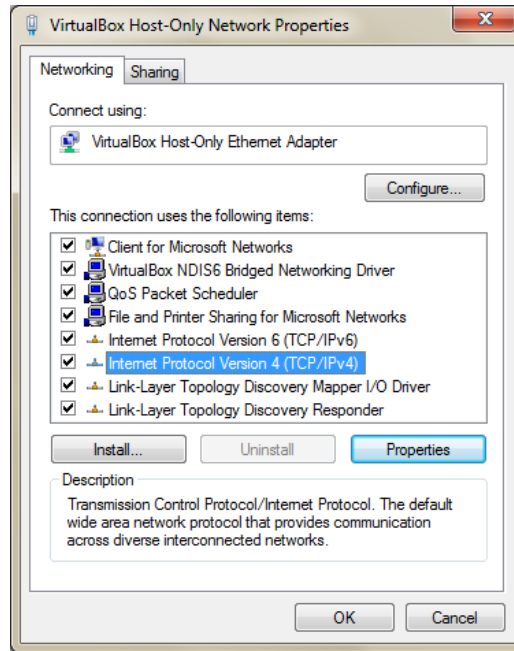 VirtualBox Host-Only Network Properties
Networking
Sharing
Connect using:
VirtualBox Host-Only Ethernet Adapter
Configure...
This connection uses the following items:
Client for Microsoft Networks
VirtualBox NDIS6 Bridged Networking Driver
QoS Packet Scheduler
File and Printer Sharing for Microsoft Networks
Internet Protocol Version 6 (TCP/IPv6)
Internet Protocol Version 4 (TCP/IPv4)
Link-Layer Topology Discovery Mapper I/O Driver
Link-Layer Topology Discovery Responder
Install...
Uninstall
Properties
Description
Transmission Control Protocol/Internet Protocol. The default
wide area network protocol that provides communication
across diverse interconnected networks.
OK
Cancel